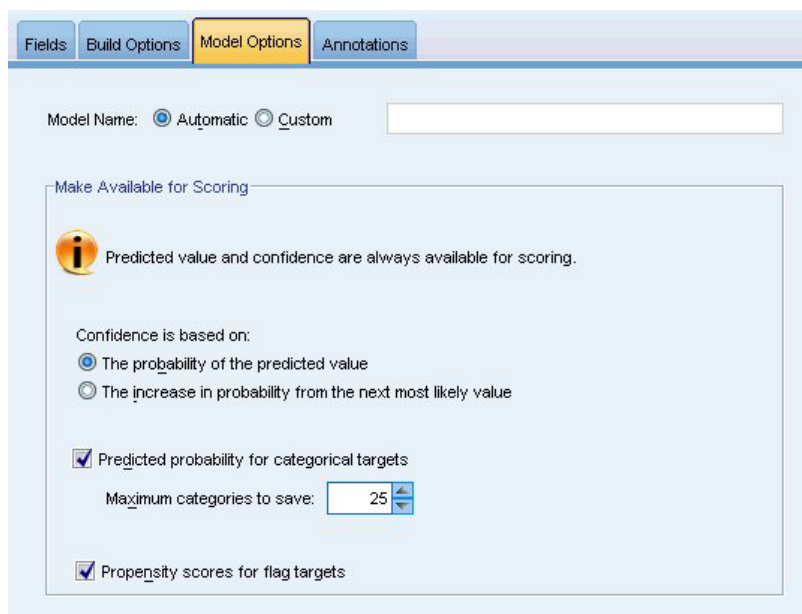 Fields Build Options Model Options Annotations
Model Name: Automatic Custom
Make Available for Scoring
Predicted value and confidence are always available for scoring.
Confidence is based on:
The probability of the predicted value
The increase in probability from the next most likely value
Predicted probability for categorical targets
Maximum categories to save: 25
Propensity scores for flag targets